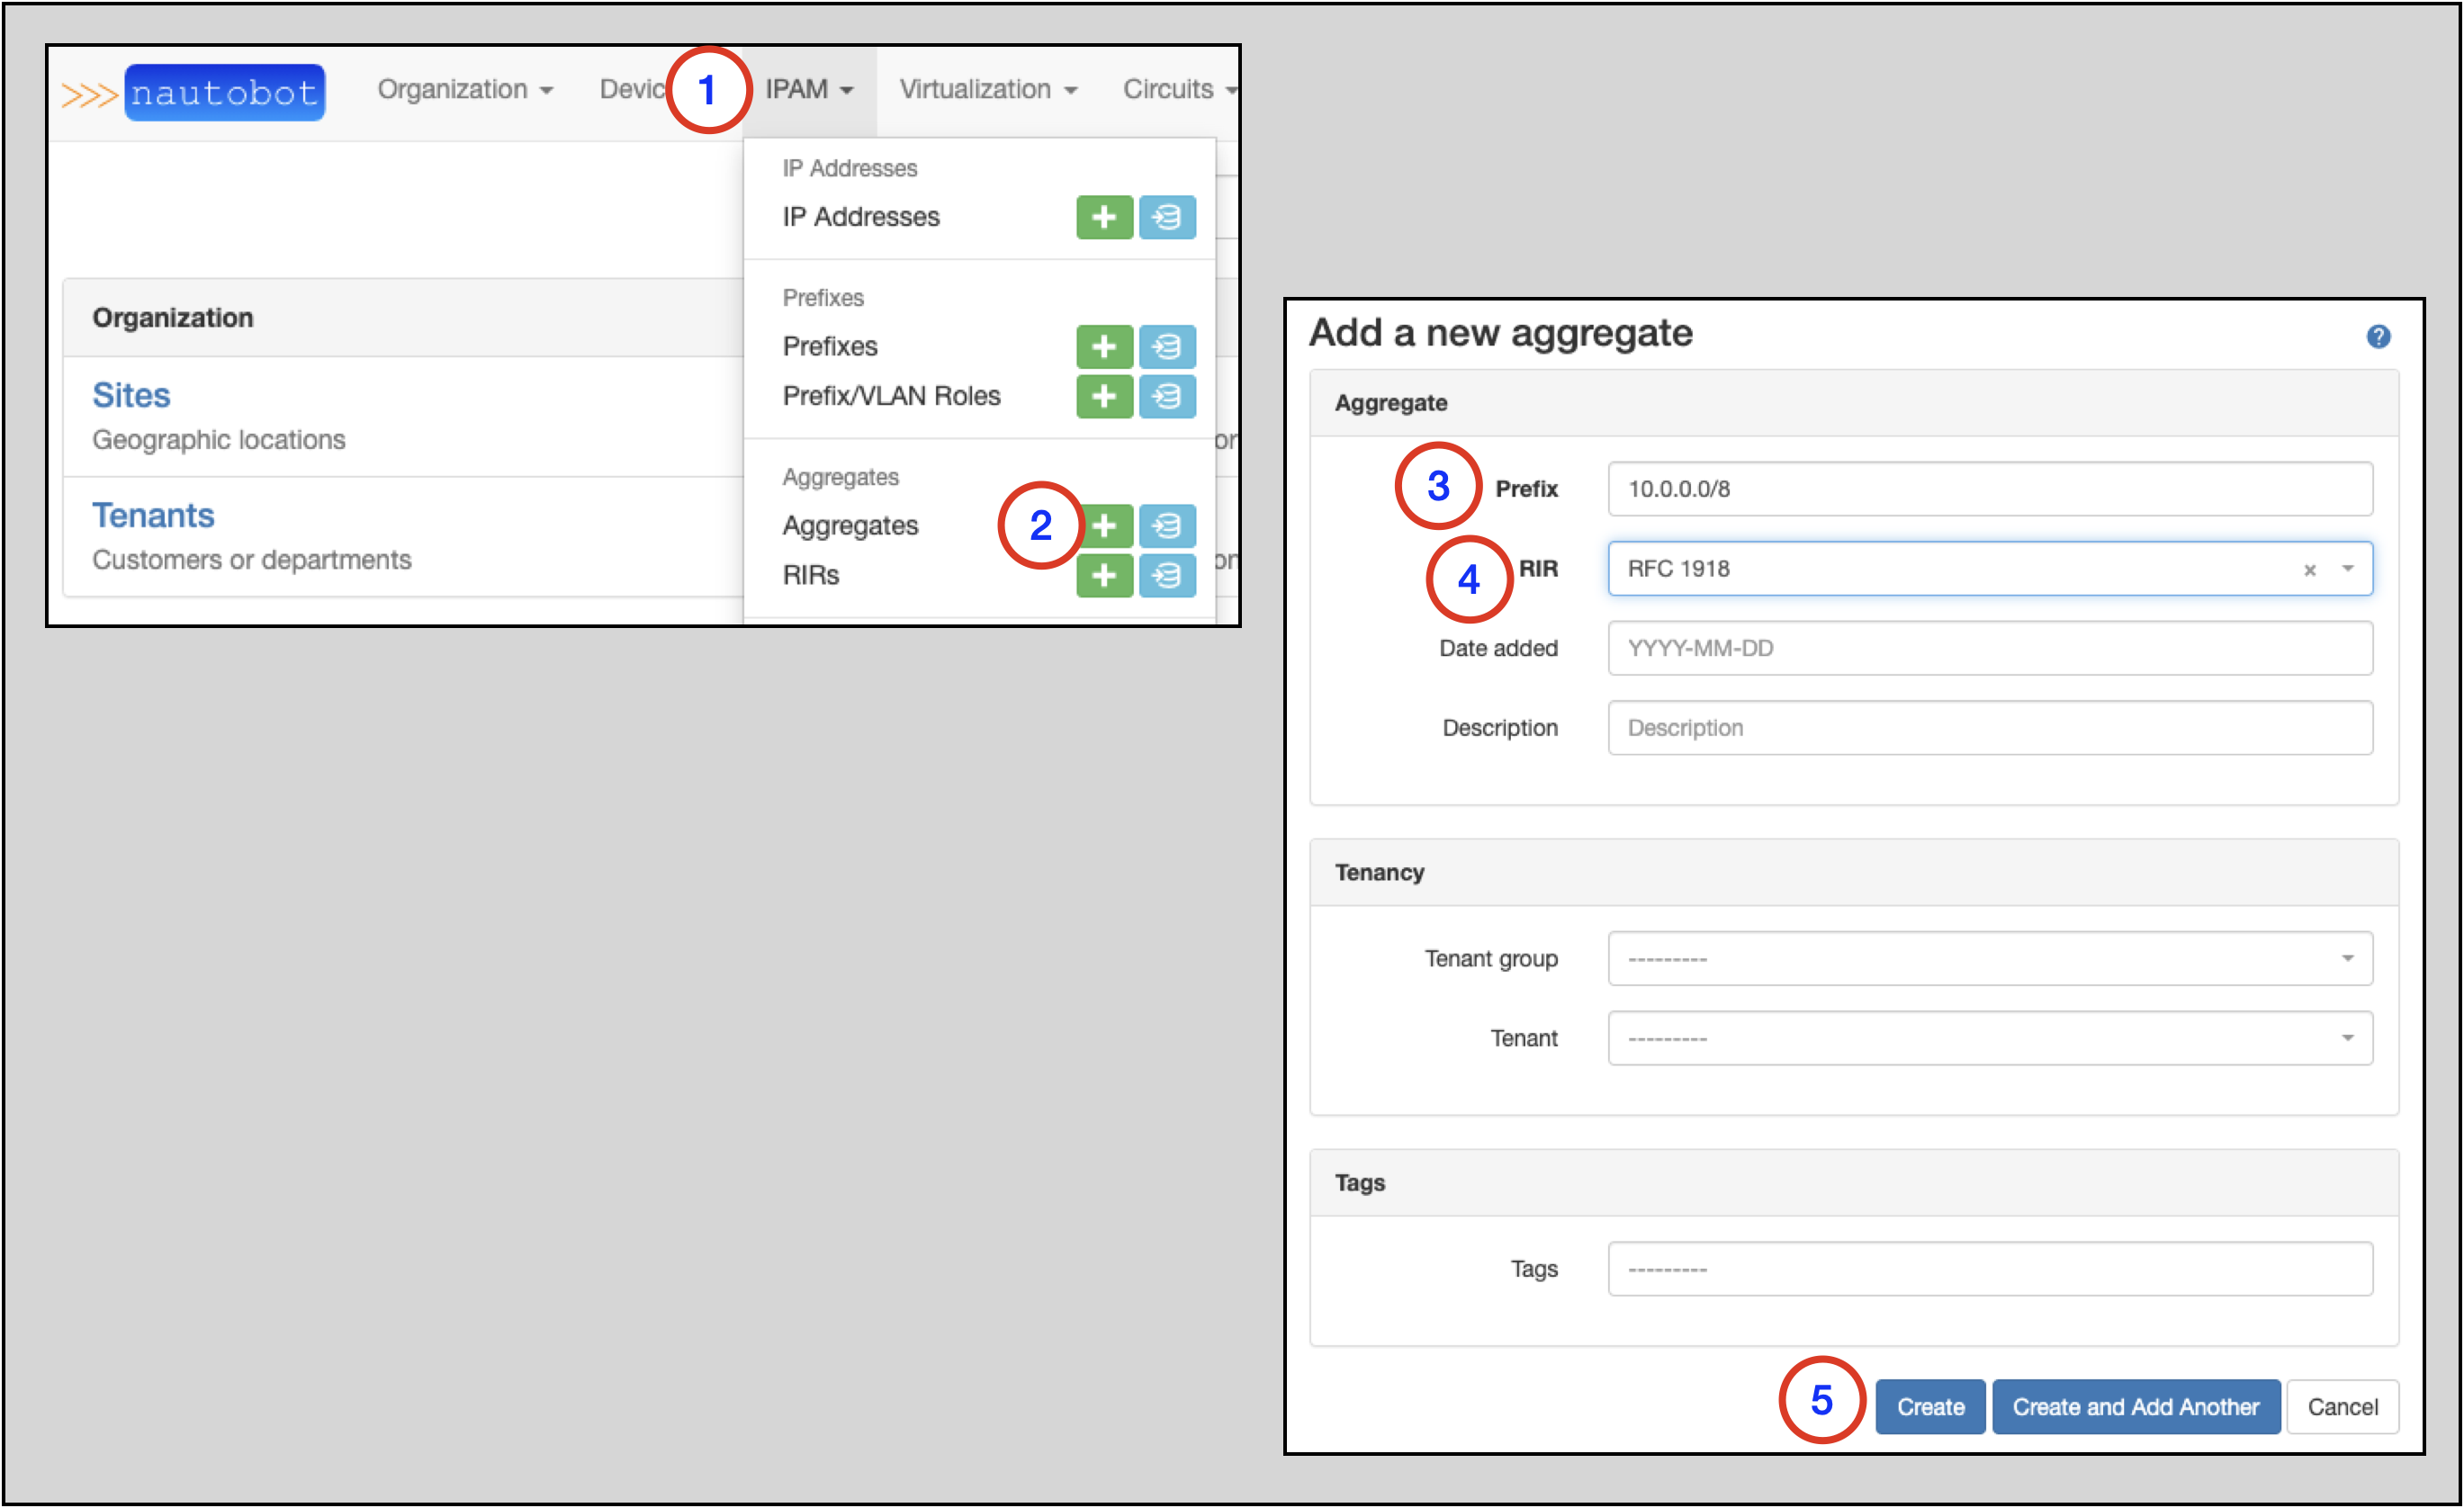 >>> nautobot Organization Devic 1 IPAM Virtualization Circuits
IP Addresses
IP Addresses
Prefixes
Prefixes
Prefix/VLAN Roles
Aggregates
Aggregates 2
RIRs
Organization
Sites
Geographic locations
Tenants
Customers or departments
or
on
Add a new aggregate ?
Aggregate
3 Prefix 10.0.0.0/8
4 RIR RFC 1918 × 
Date added YYYY-MM-DD
Description Description
Tenancy
Tenant group ---------
Tenant ---------
Tags
Tags ---------
5 Create Create and Add Another Cancel